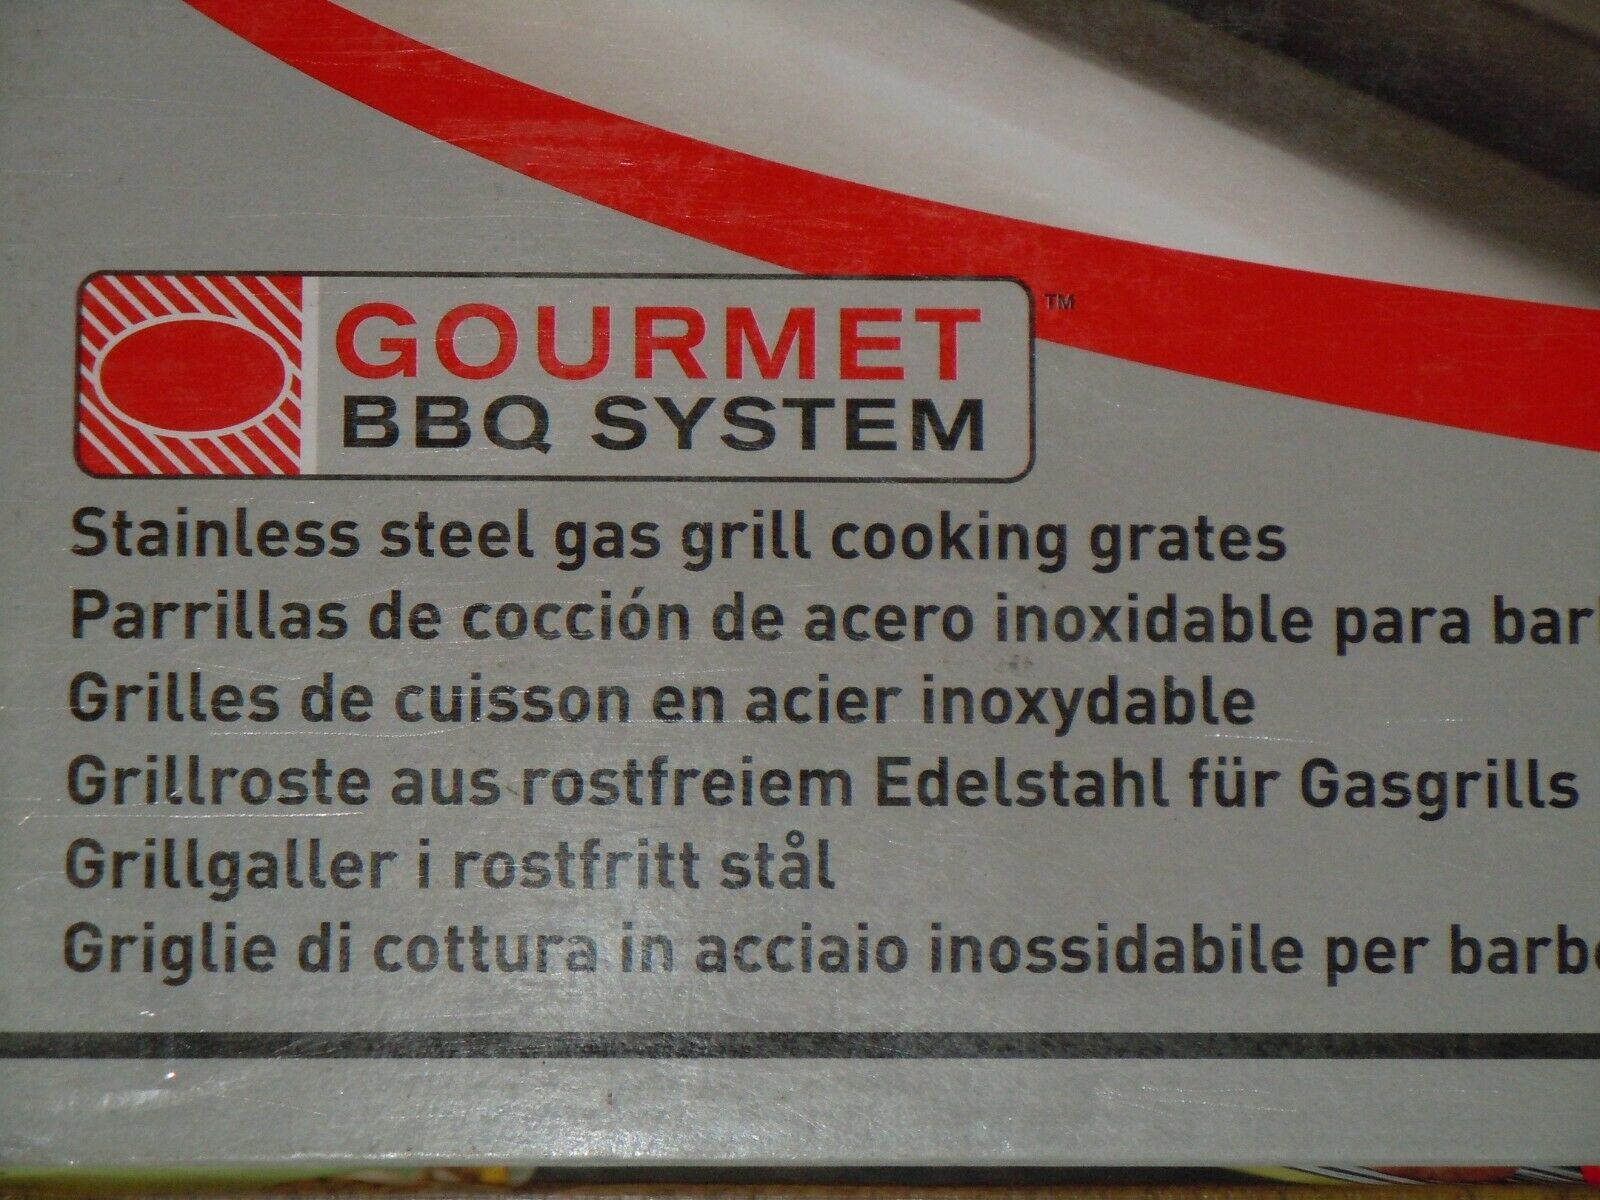 GOURMET ™
BBQ SYSTEM
Stainless steel gas grill cooking grates
Parrillas de cocción de acero inoxidable para
Grilles de cuisson en acier inoxydable
Grillroste aus rostfreiem Edelstahl für Gasgrills
Grillgaller i rostfritt stål
Griglie di cottura in acciaio inossidabile per